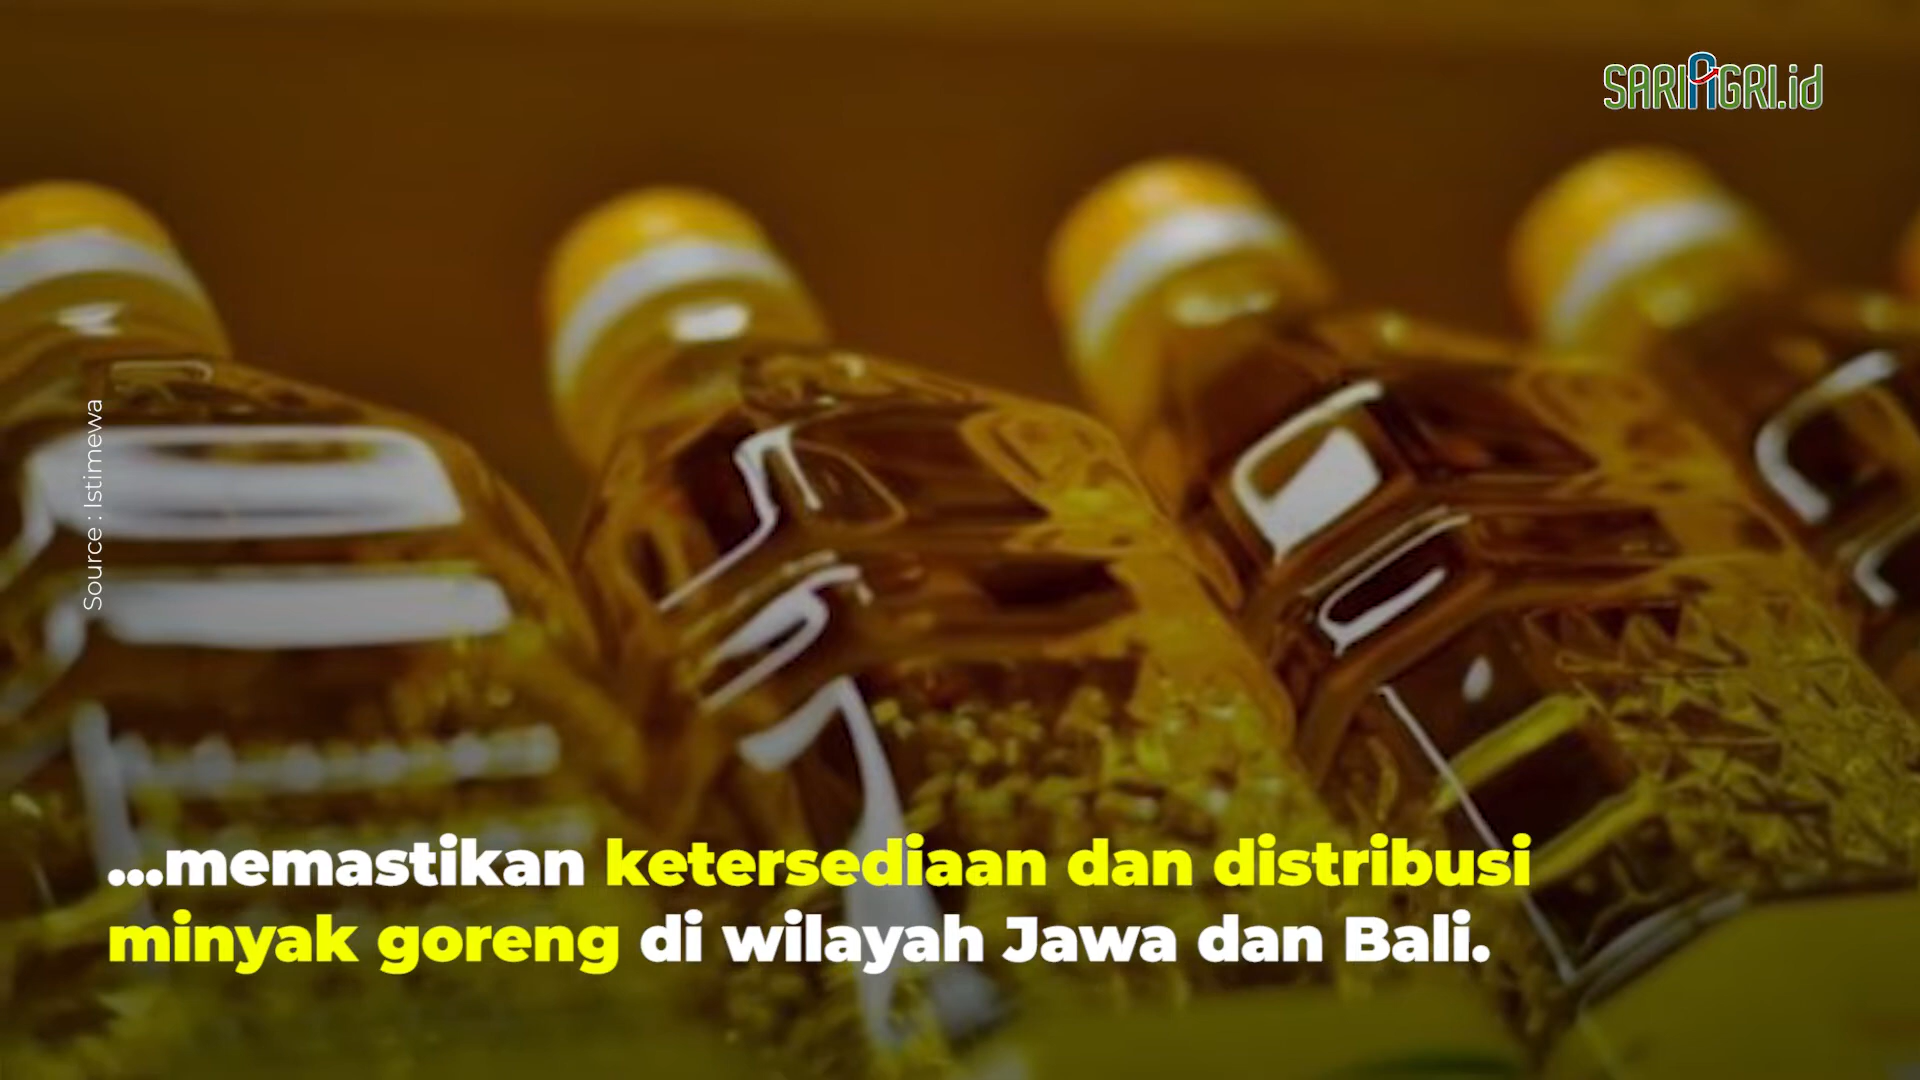 SARIAGRI.id
Source : Istimewa
...memastikan ketersediaan dan distribusi
minyak goreng di wilayah Jawa dan Bali.